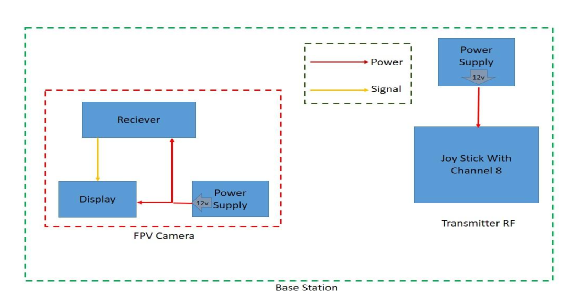 Power
Supply
12v
Power
Signal
Reciever
Joy Stick With
Channel 8
Display
Power
Supply
12v
Transmitter RF
FPV Camera
Base Station